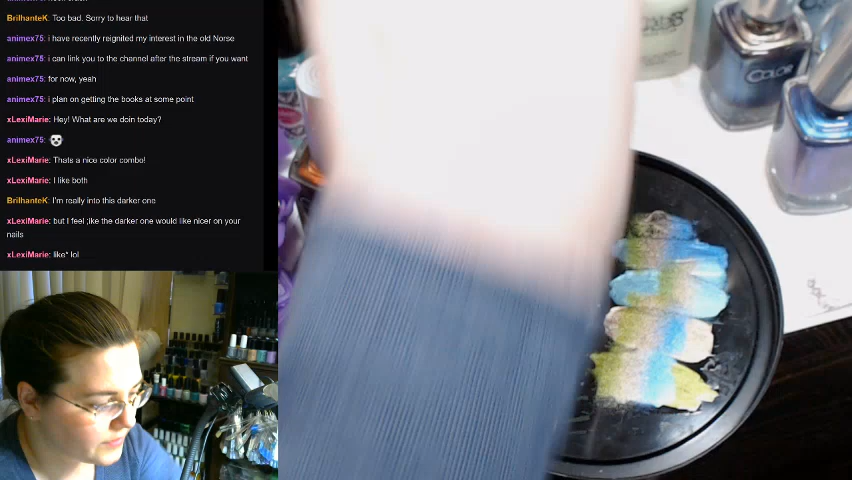 BrilhanteK: Too bad. Sorry to hear that
animex75: i have recently reignited my interest in the old Norse
animex75: i can link you to the channel after the stream if you want
animex75: for now, yeah
animex75: i plan on getting the books at some point
xLexiMarie: Hey! What are we doin today?
animex75:
xLexiMarie: Thats a nice color combo!
xLexiMarie: I like both
BrilhanteK: I'm really into this darker one
xLexiMarie: but I feel ;ike the darker one would like nicer on your
nails
xLexiMarie: like* lol
COLOR